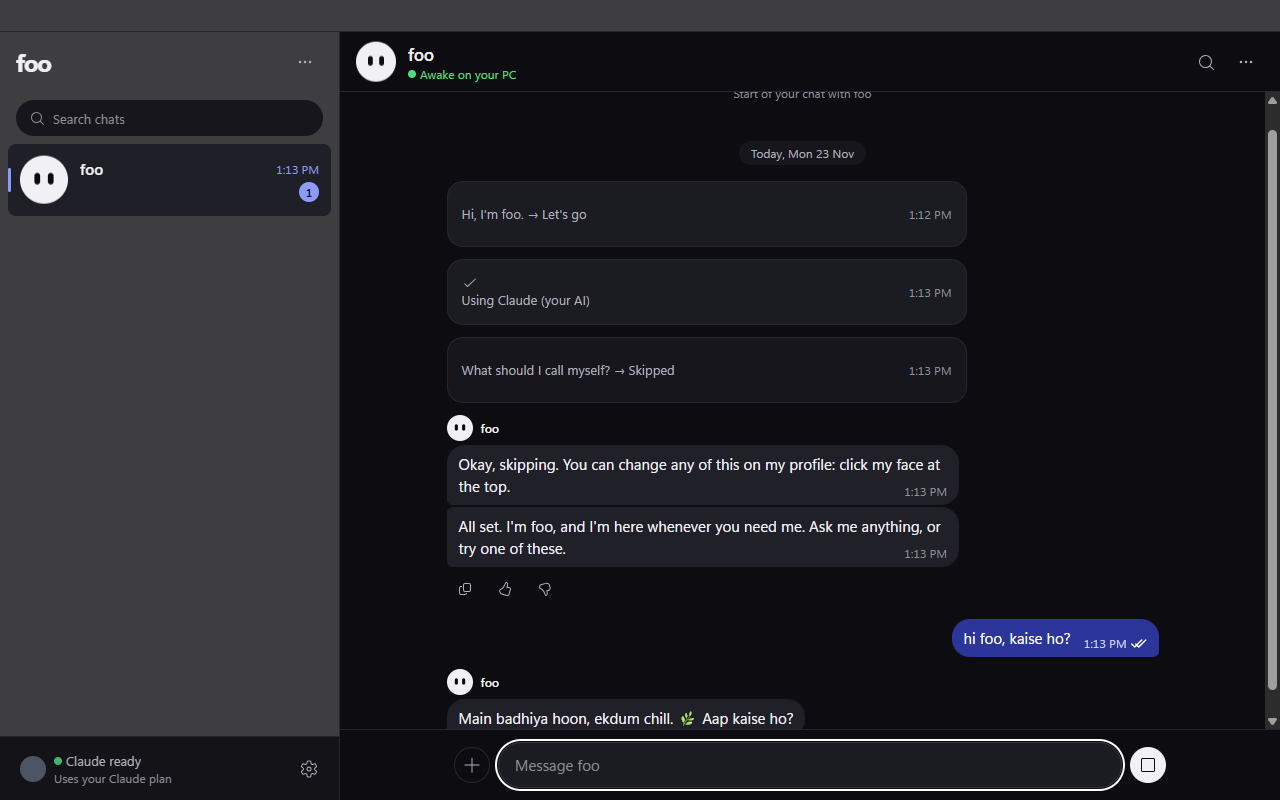 foo
Search chats
foo
1:13 PM
1
Claude ready
Uses your Claude plan
foo
Awake on your PC
Start of your chat with foo
Today, Mon 23 Nov
Hi, I'm foo. → Let's go
1:12 PM
Using Claude (your AI)
1:13 PM
What should I call myself? → Skipped
1:13 PM
foo
Okay, skipping. You can change any of this on my profile: click my face at
the top.
1:13 PM
All set. I'm foo, and I'm here whenever you need me. Ask me anything, or
try one of these.
1:13 PM
hi foo, kaise ho?
1:13 PM
foo
Main badhiya hoon, ekdum chill. 🌿 Aap kaise ho?
Message foo